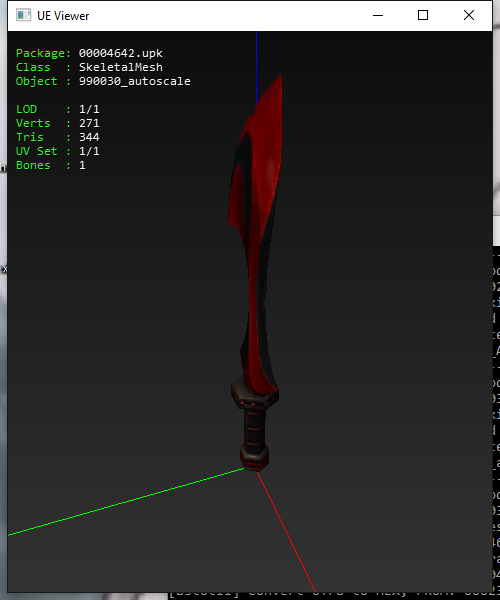 UE Viewer
Package: 00004642.upk
Class : SkeletalMesh
Object : 990030_autoscale
LOD : 1/1
Verts : 271
Tris : 344
UV Set : 1/1
Bones : 1